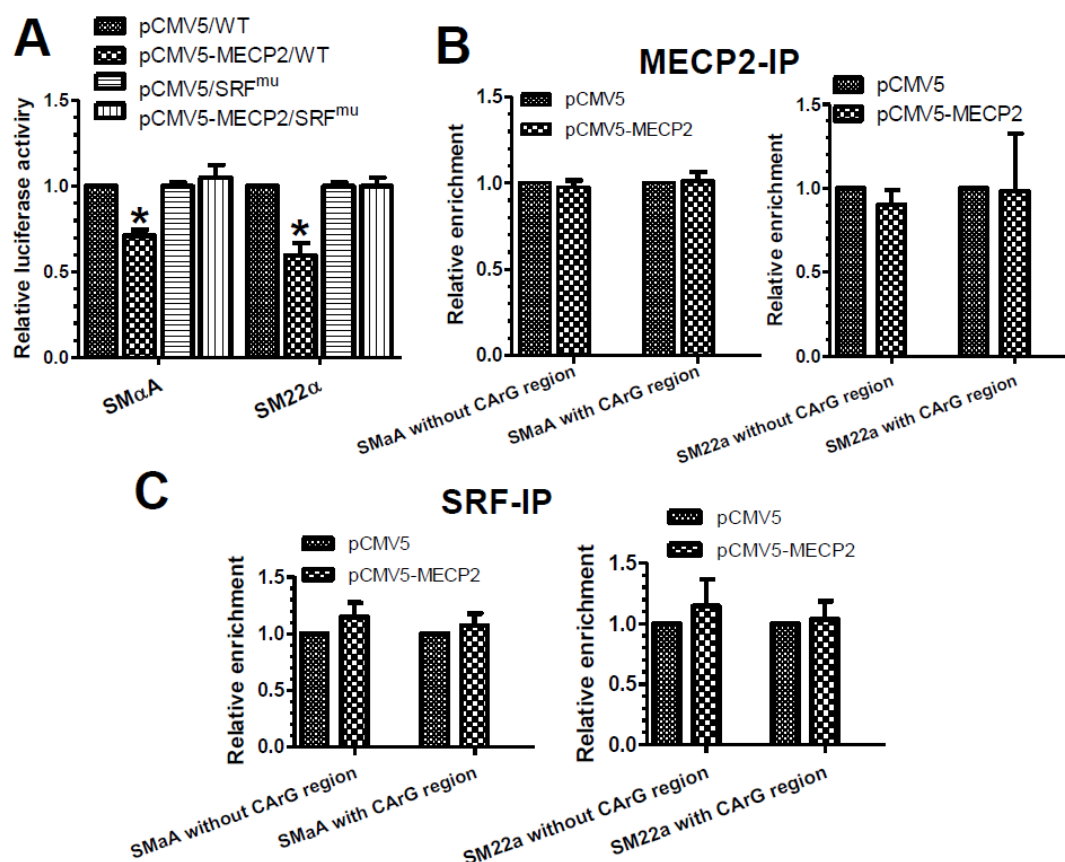 A
pCMV5/WT
pCMV5-MECP2/WT
pCMV5/SRFmu
pCMV5-MECP2/SRFmu
Relative luciferase activiry
1.5
1.0
0.5
0.0
SMαA
SM22α
B
MECP2-IP
pCMV5
pCMV5-MECP2
Relative enrichment
1.5
1.0
0.5
0.0
SMaA without CArG region
SMaA with CArG region
pCMV5
pCMV5-MECP2
Relative enrichment
1.5
1.0
0.5
0.0
SM22a without CArG region
SM22a with CArG region
C
SRF-IP
pCMV5
pCMV5-MECP2
Relative enrichment
1.5
1.0
0.5
0.0
SMaA without CArG region
SMaA with CArG region
pCMV5
pCMV5-MECP2
Relative enrichment
1.5
1.0
0.5
0.0
SM22a without CArG region
SM22a with CArG region